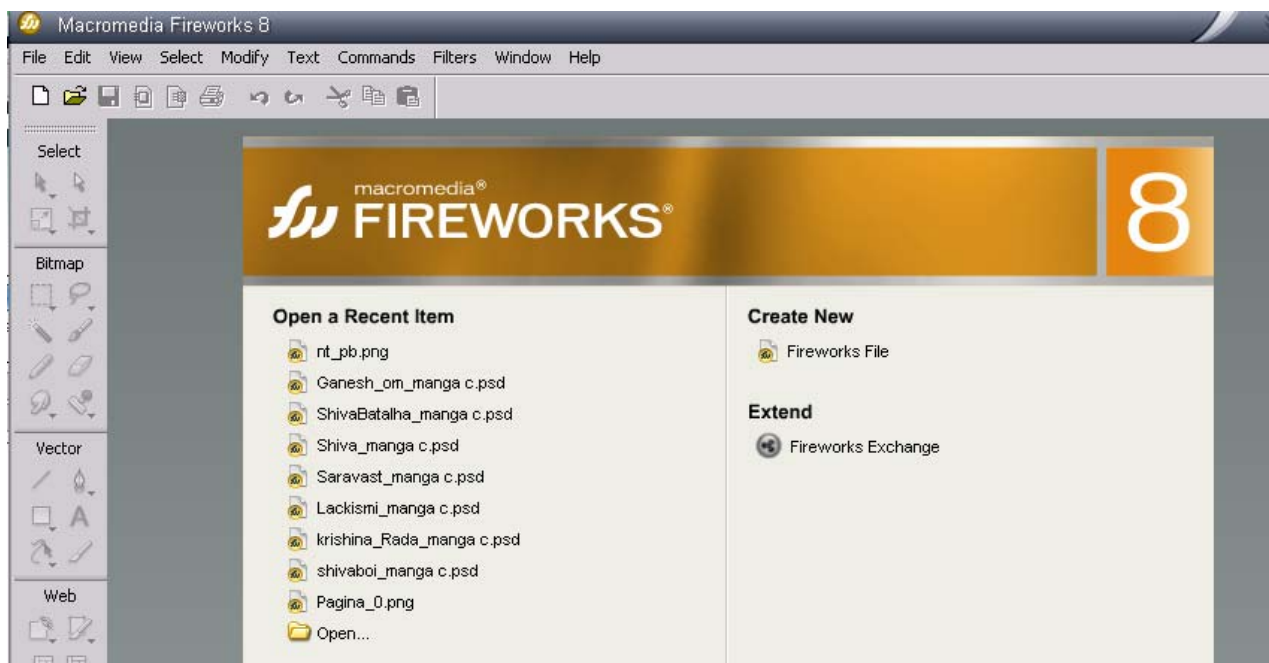 Macromedia Fireworks 8
File Edit View Select Modify Text Commands Filters Window Help
Select
Bitmap
Vector
Web
macromedia®
FIREWORKS®
8
Open a Recent Item
nt_pb.png
Ganesh_om_manga c.psd
ShivaBatalha_manga c.psd
Shiva_manga c.psd
Saravast_manga c.psd
Lackismi_manga c.psd
krishina_Rada_manga c.psd
shivaboi_manga c.psd
Pagina_0.png
Open...
Create New
Fireworks File
Extend
Fireworks Exchange